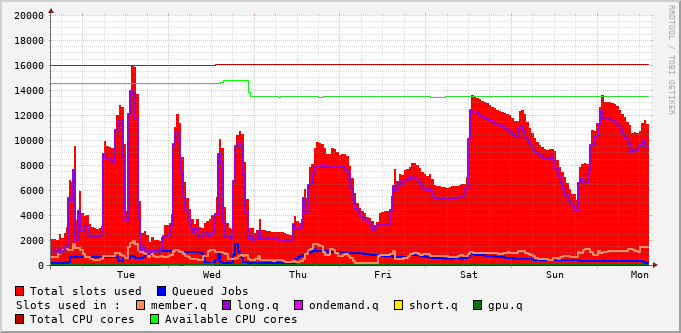 20000
18000
16000
14000
12000
10000
8000
6000
4000
2000
0
Tue Wed Thu Fri Sat Sun Mon
RRDTOOL / TOBI OETIKER
Total slots used Queued Jobs
Slots used in : member.q long.q ondemand.q short.q gpu.q
Total CPU cores Available CPU cores